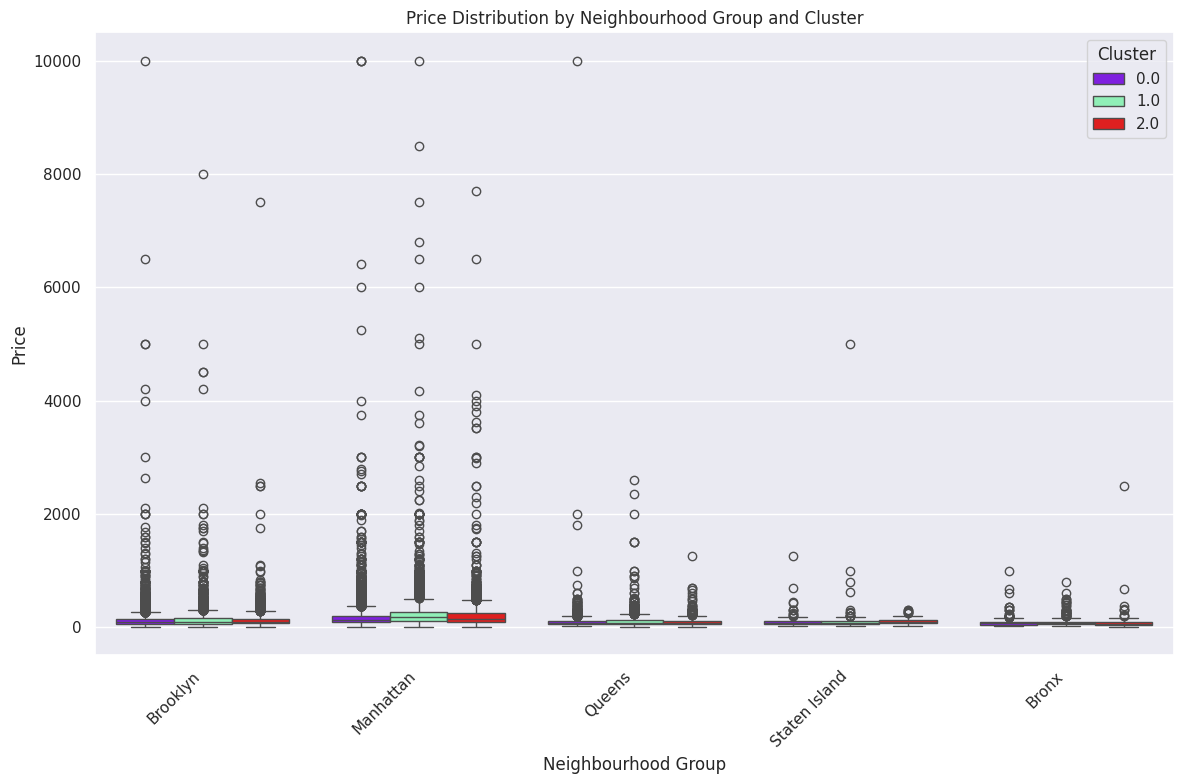 Price Distribution by Neighbourhood Group and Cluster
Price
10000
8000
6000
4000
2000
0
Cluster
0.0
1.0
2.0
Brooklyn
Manhattan
Queens
Staten Island
Bronx
Neighbourhood Group